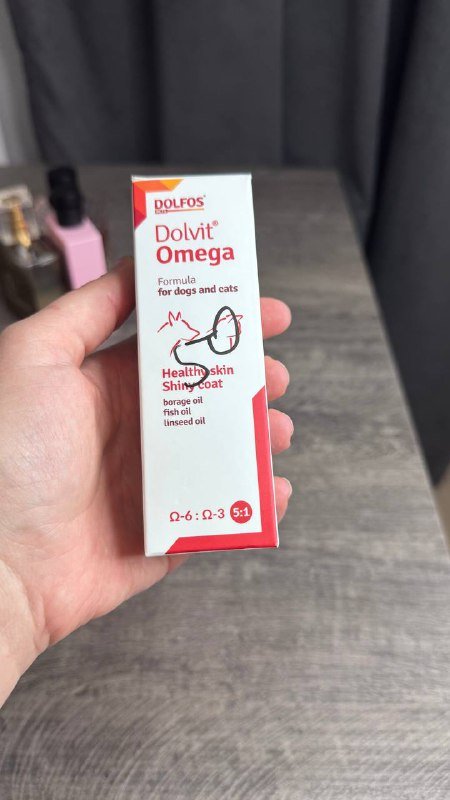 DOLFOS®
Dolvit®
Omega
Formula
for dogs and cats
50
Healthy skin
Shiny coat
borage oil
fish oil
linseed oil
Ω-6 : Ω-3 5:1